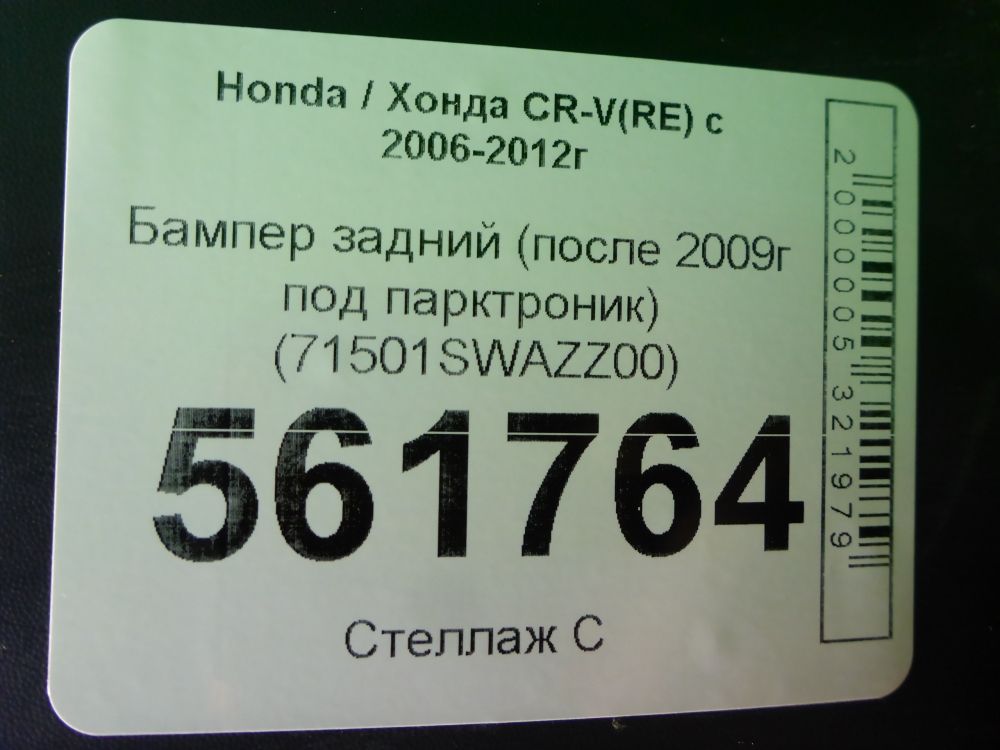 Honda / Хонда CR-V(RE) с
2006-2012г
Бампер задний (после 2009г
под парктроник)
(71501SWAZZ00)
561764
Стеллаж С
2000005321979